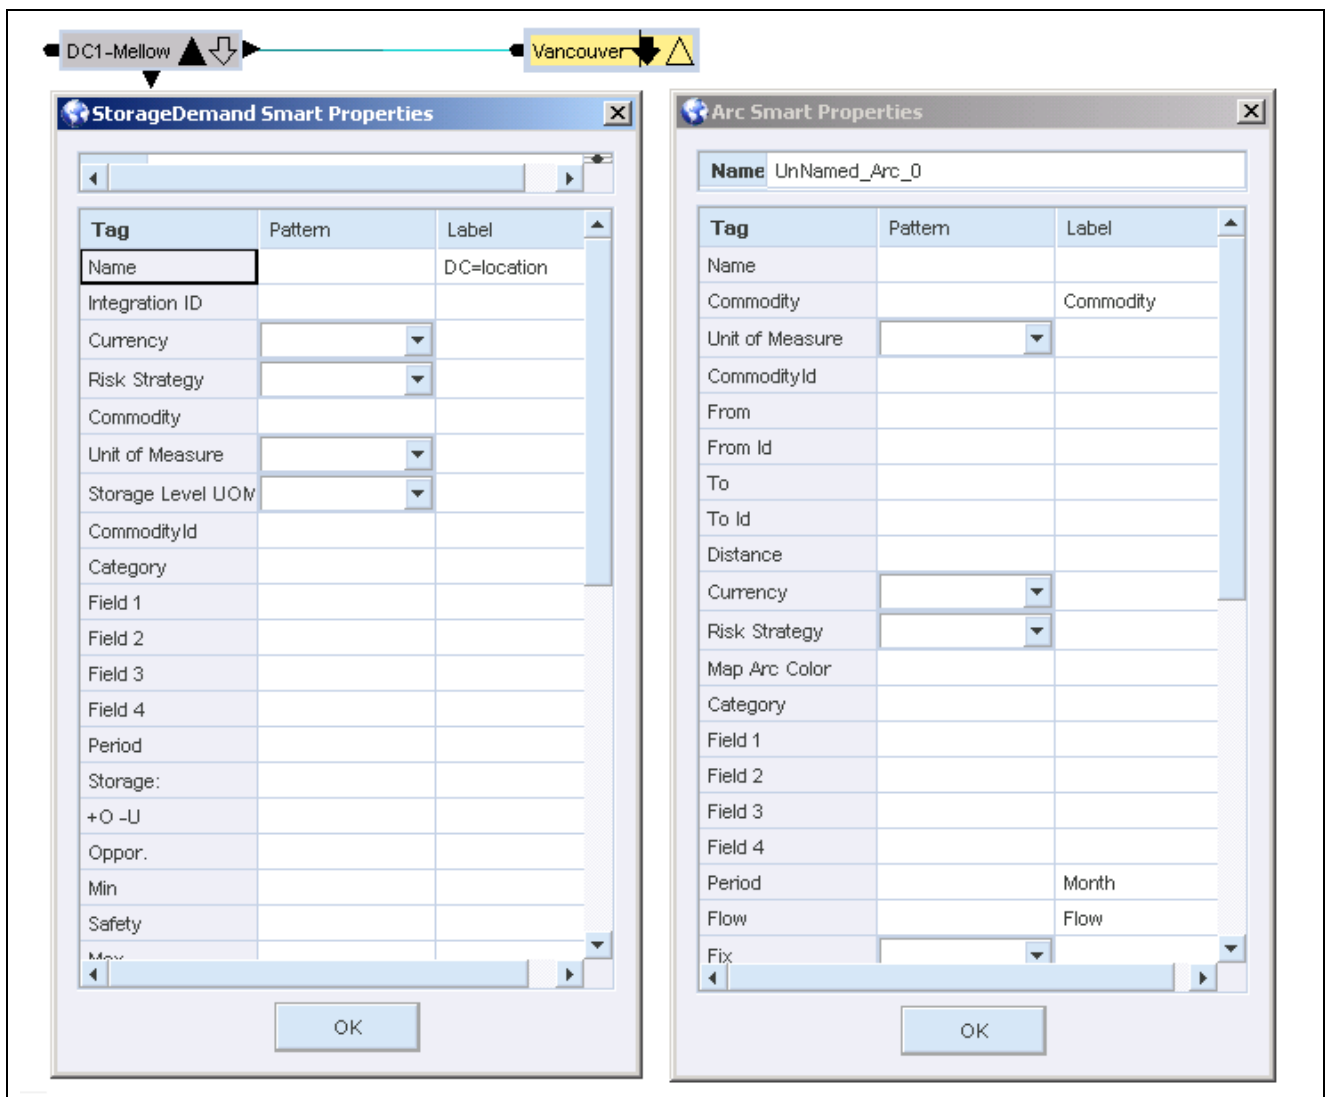 DC1-Mellow
Vancouver
StorageDemand Smart Properties
Tag Pattern Label
Name DC=location
Integration ID
Currency
Risk Strategy
Commodity
Unit of Measure
Storage Level UOM
CommodityId
Category
Field 1
Field 2
Field 3
Field 4
Period
Storage:
+O -U
Oppor.
Min
Safety
Max
OK
Arc Smart Properties
Name UnNamed_Arc_0
Tag Pattern Label
Name
Commodity Commodity
Unit of Measure
CommodityId
From
From Id
To
To Id
Distance
Currency
Risk Strategy
Map Arc Color
Category
Field 1
Field 2
Field 3
Field 4
Period Month
Flow Flow
Fix
OK